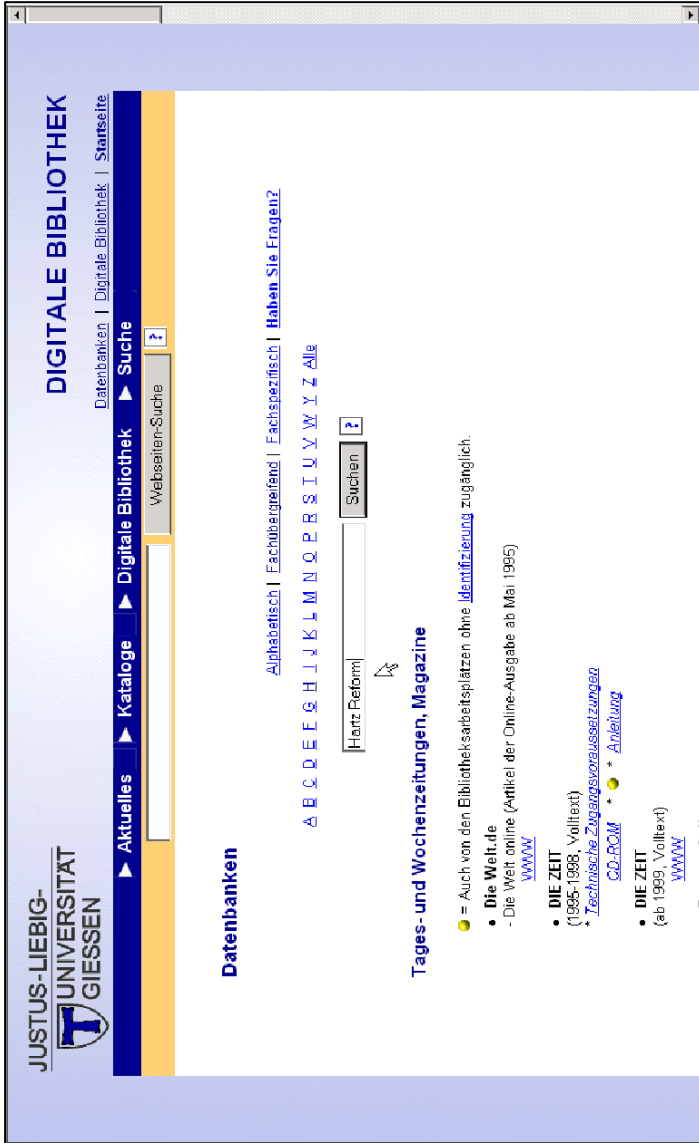 JUSTUS-LIEBIG-
UNIVERSITÄT
GIESSEN
DIGITALE BIBLIOTHEK
Datenbanken | Digitale Bibliothek | Startseite
Aktuelles Kataloge Digitale Bibliothek Suche
Webseiten-Suche ?
Datenbanken
Alphabetisch | Fachübergreifend | Fachspezifisch | Haben Sie Fragen?
A B C D E F G H I J K L M N O P R S T U V W Y Z Alle
Hartz Reform Suchen ?
Tages- und Wochenzeitungen, Magazine
= Auch von den Bibliotheksarbeitsplätzen ohne Identifizierung zugänglich.
• Die Welt.de
- Die Welt online (Artikel der Online-Ausgabe ab Mai 1995)
WWW
• DIE ZEIT
(1995-1998, Volltext)
* Technische Zugangsvoraussetzungen
CD-ROM * * Anleitung
• DIE ZEIT
(ab 1999, Volltext)
WWW